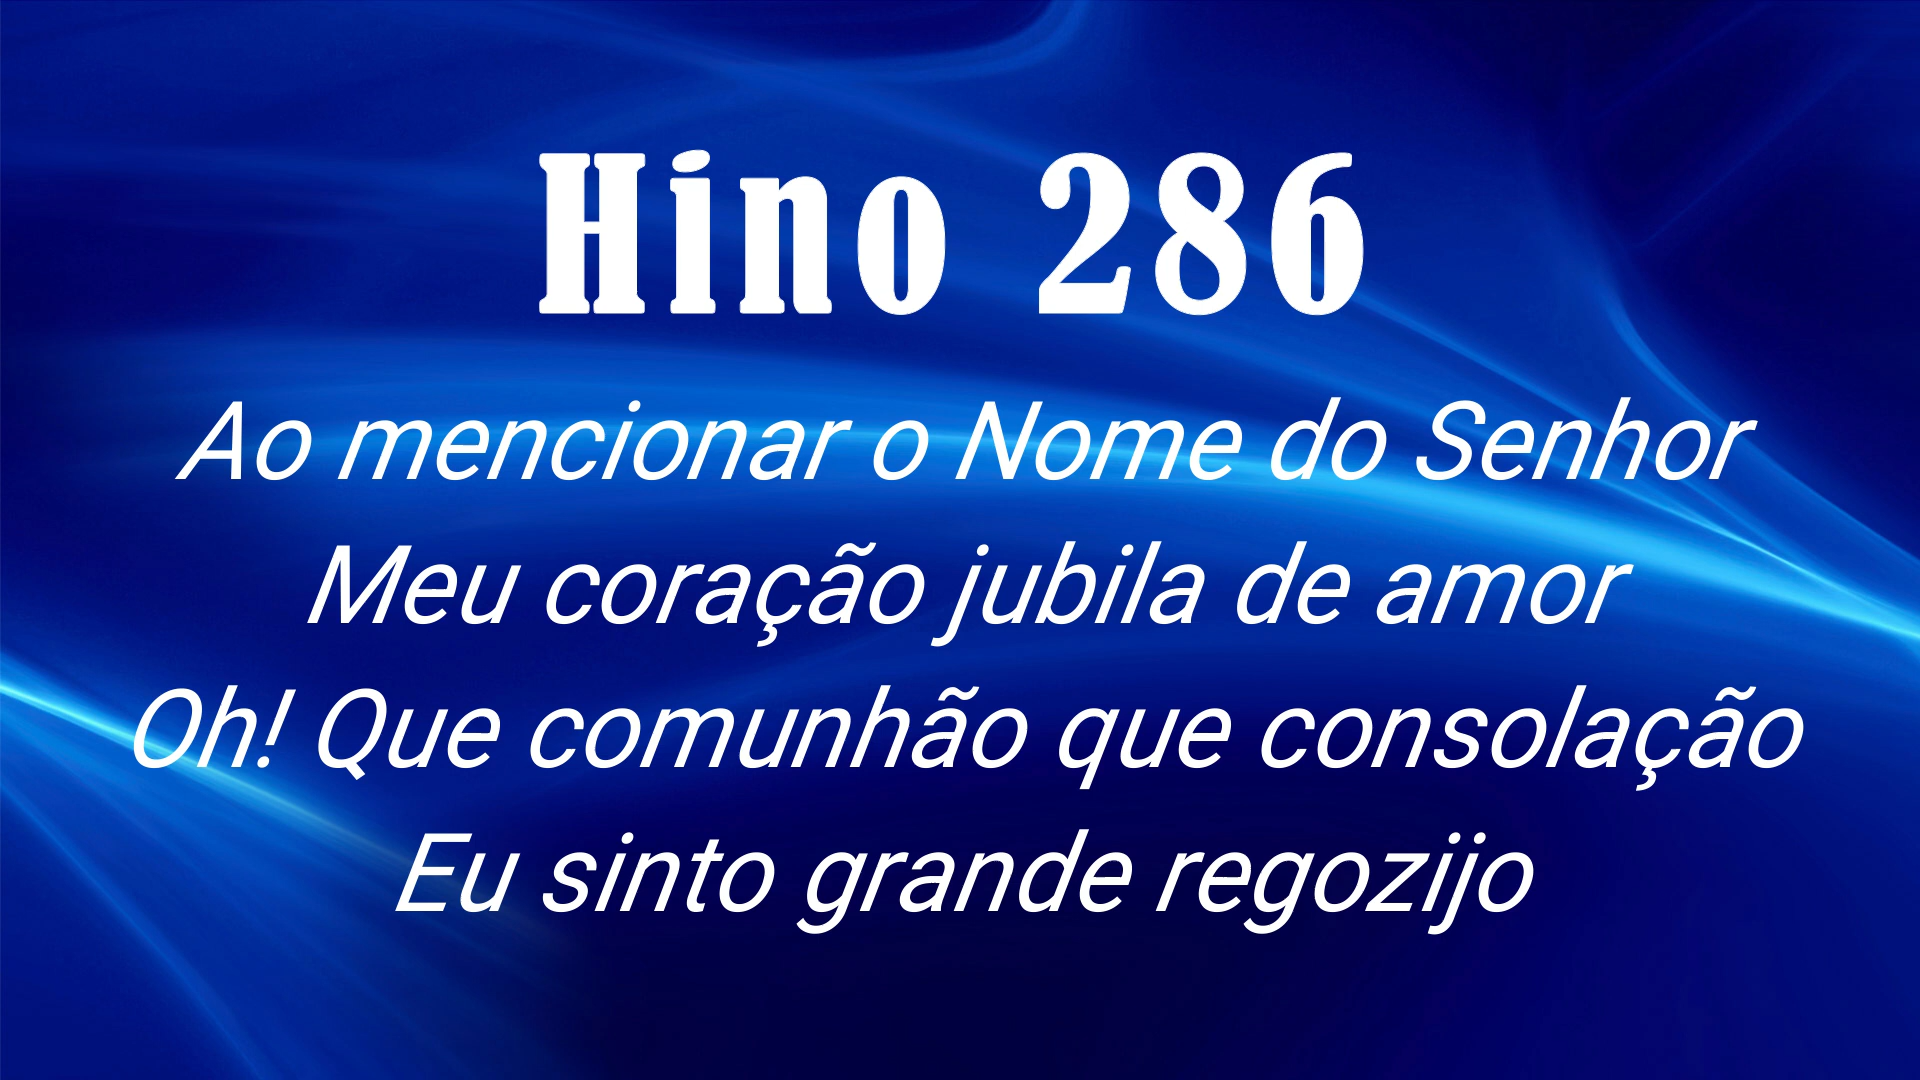 Hino 286
Ao mencionar o Nome do Senhor
Meu coração jubila de amor
Oh! Que comunhão que consolação
Eu sinto grande regozijo